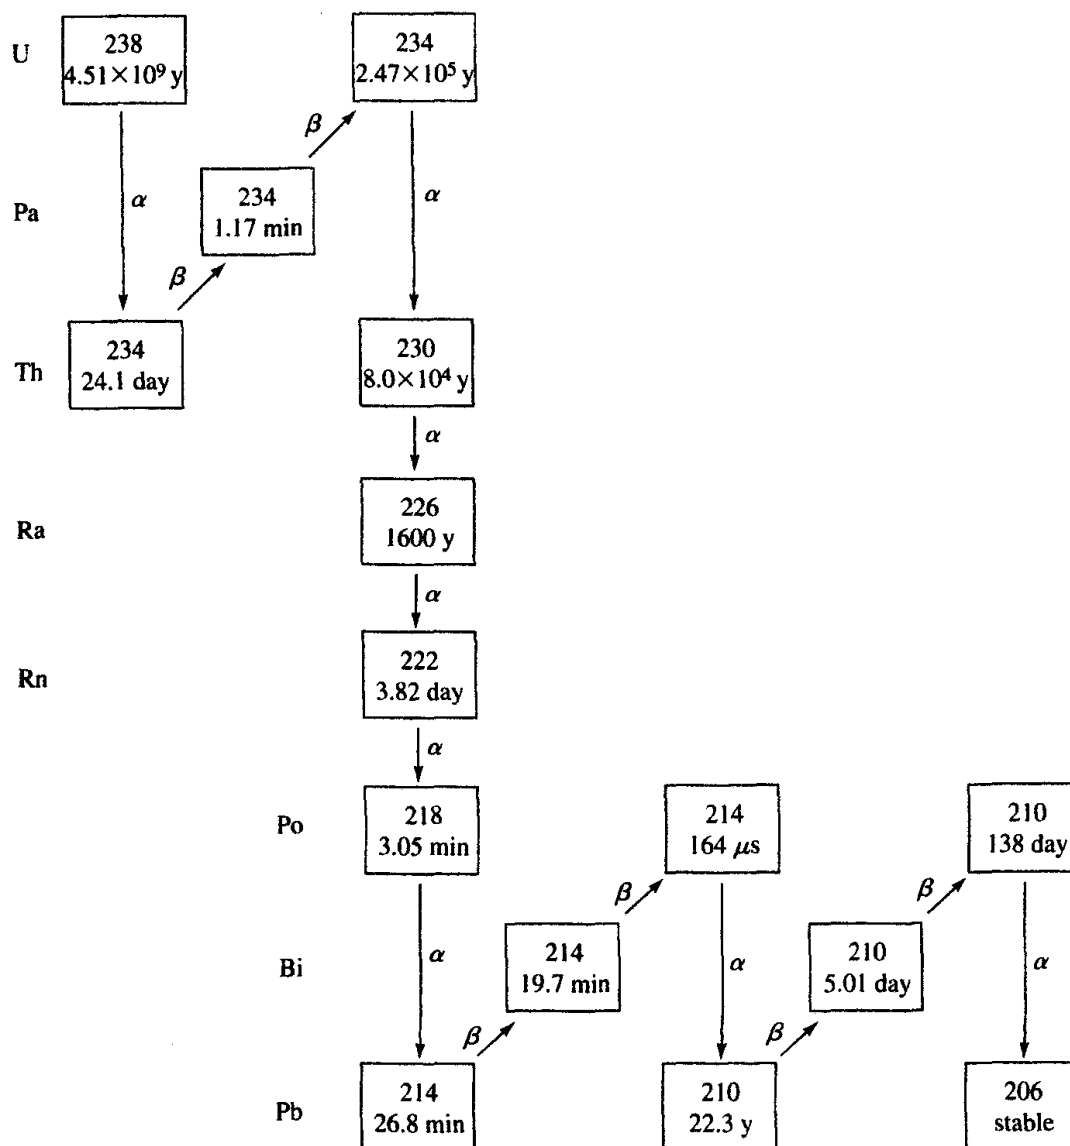 U
238
4.51×10⁹ y
234
2.47×10⁵ y
β
α
α
Pa
234
1.17 min
β
Th
234
24.1 day
230
8.0×10⁴ y
α
Ra
226
1600 y
α
Rn
222
3.82 day
α
Po
218
3.05 min
214
164 μs
210
138 day
β
β
α
α
α
Bi
214
19.7 min
210
5.01 day
β
β
Pb
214
26.8 min
210
22.3 y
206
stable